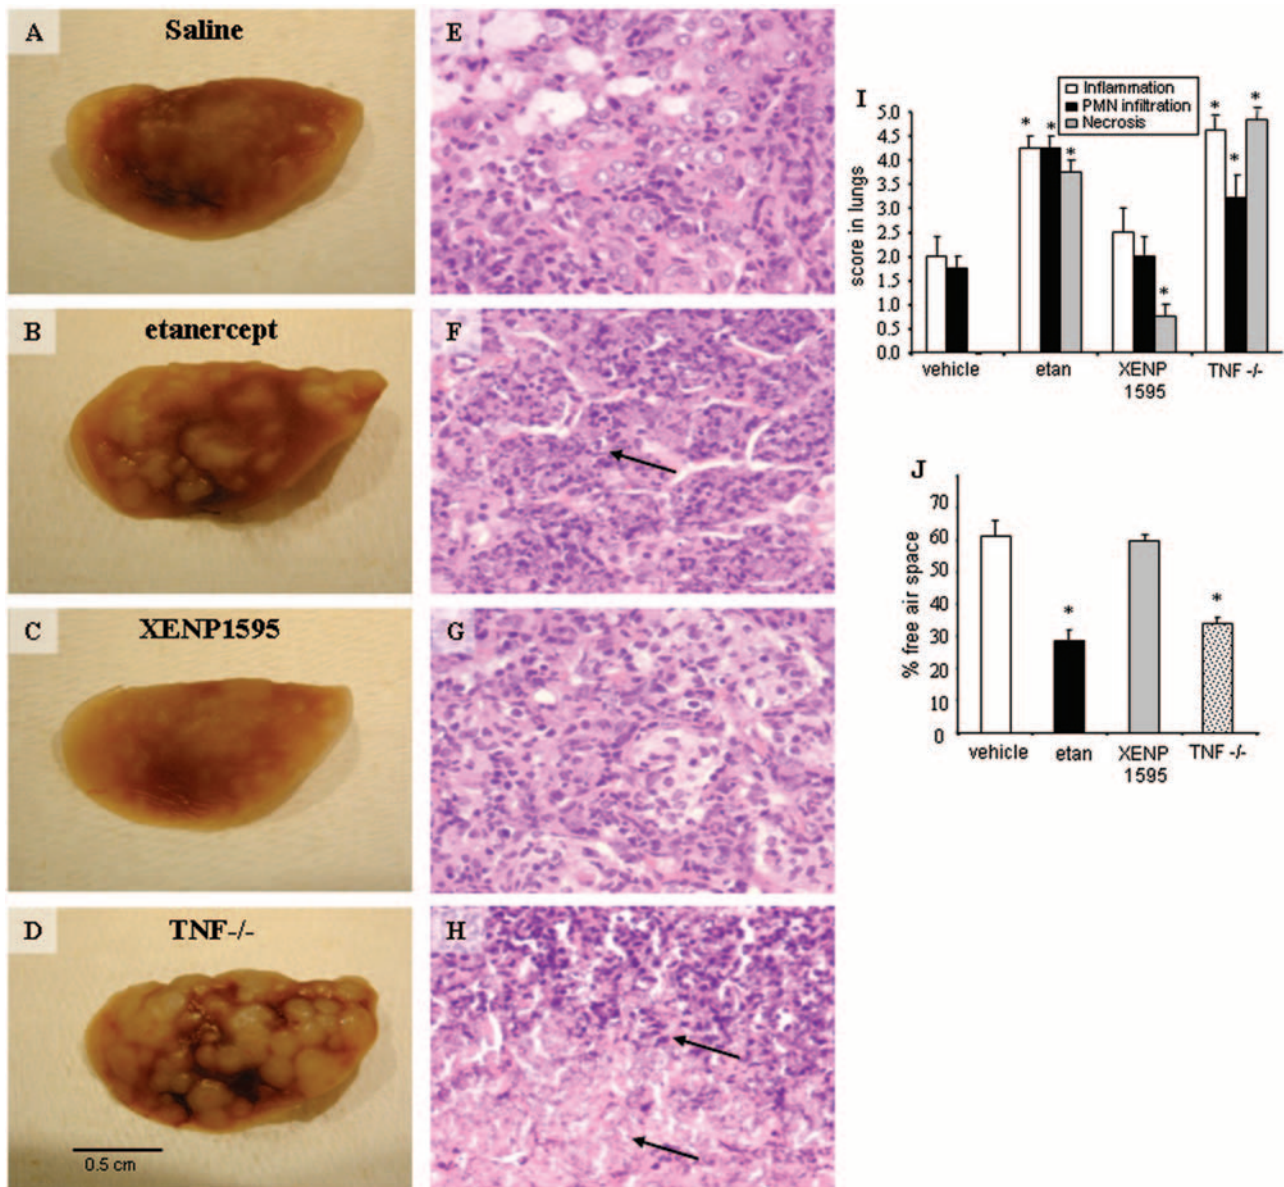 A
Saline
E
B
etanercept
F
C
XENP1595
G
D
TNF-/-
H
0.5 cm
I
Inflammation
PMN infiltration
Necrosis
score in lungs
5.0
4.5
4.0
3.5
3.0
2.5
2.0
1.5
1.0
0.5
0.0
* * *
*
* * *
vehicle
etan
XENP
1595
TNF -/-
J
% free air space
70
60
50
40
30
20
10
0
*
*
vehicle
etan
XENP
1595
TNF -/-